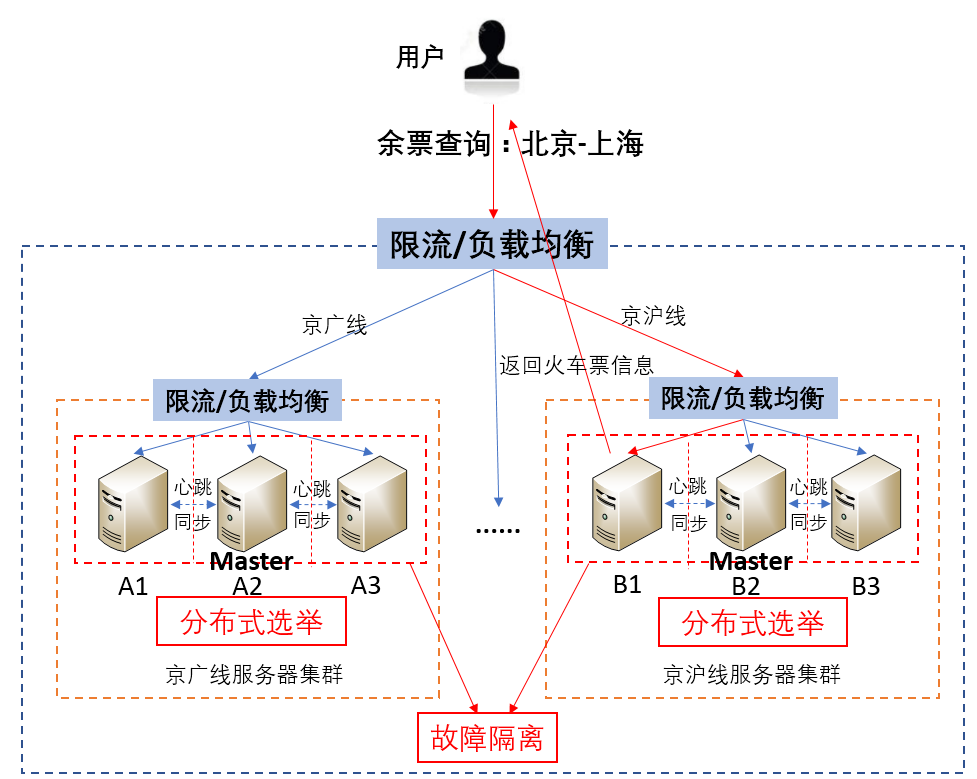 用户
余票查询：北京-上海
限流/负载均衡
京广线
京沪线
返回火车票信息
限流/负载均衡
限流/负载均衡
心跳
心跳
同步
同步
Master
A1
A2
A3
分布式选举
京广线服务器集群
......
心跳
心跳
同步
同步
Master
B1
B2
B3
分布式选举
京沪线服务器集群
故障隔离